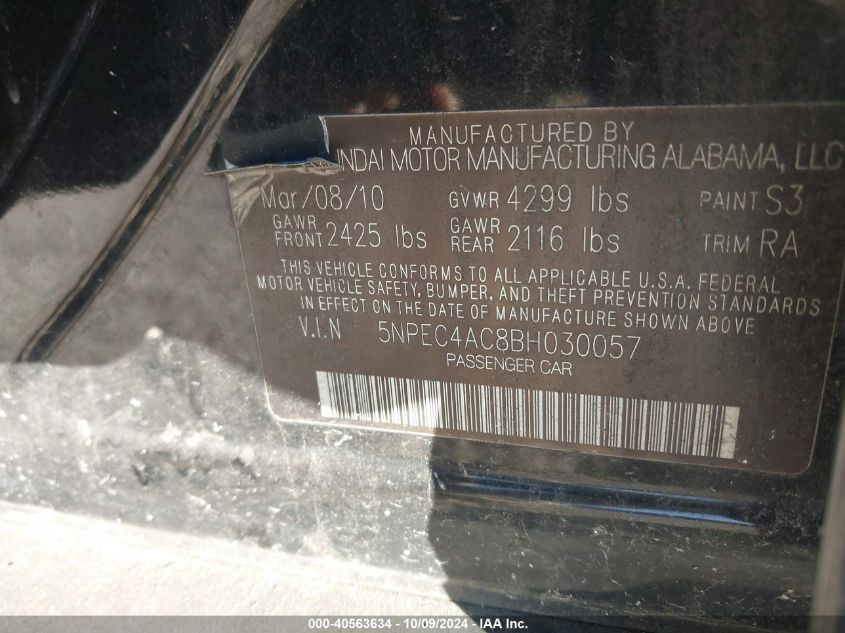 MANUFACTURED BY
NDAI MOTOR MANUFACTURING ALABAMA, LLC
Mar/08/10 GVWR 4299 lbs PAINT S3
GAWR FRONT 2425 lbs GAWR REAR 2116 lbs TRIM RA
THIS VEHICLE CONFORMS TO ALL APPLICABLE U.S.A. FEDERAL
MOTOR VEHICLE SAFETY, BUMPER, AND THEFT PREVENTION STANDARDS
IN EFFECT ON THE DATE OF MANUFACTURE SHOWN ABOVE
V.I.N 5NPEC4AC8BH030057
PASSENGER CAR
000-40563634 - 10/09/2024 - IAA Inc.